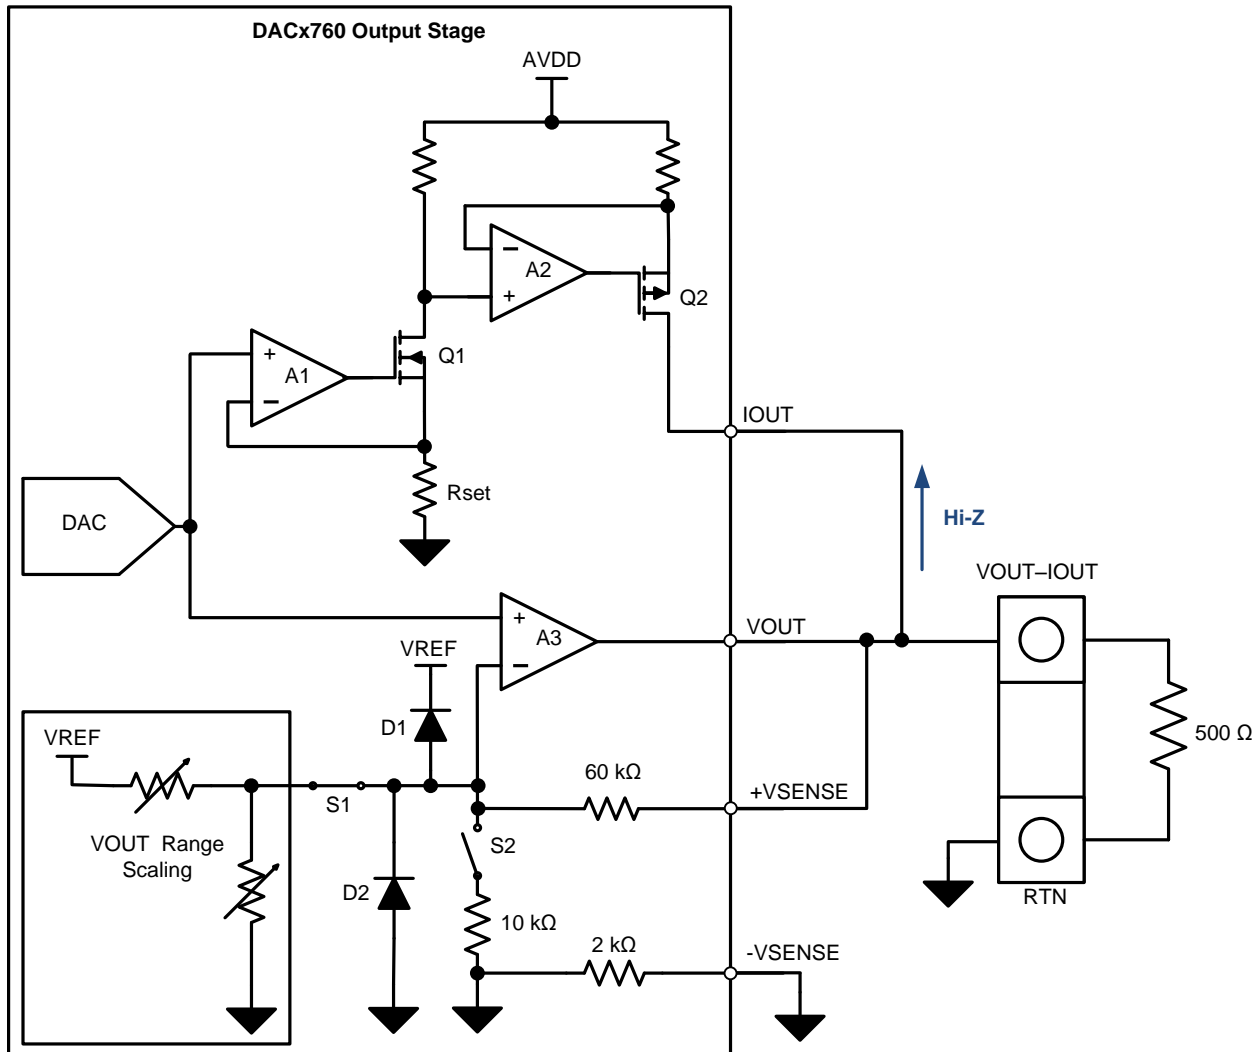 DACx760 Output Stage
AVDD
A2
−
+
Q2
A1
+
−
Q1
IOUT
Rset
DAC
Hi-Z
VOUT–IOUT
A3
+
−
VOUT
VREF
D1
VREF
60 kΩ
+VSENSE
500 Ω
S1
S2
VOUT Range
Scaling
D2
10 kΩ
RTN
2 kΩ
-VSENSE